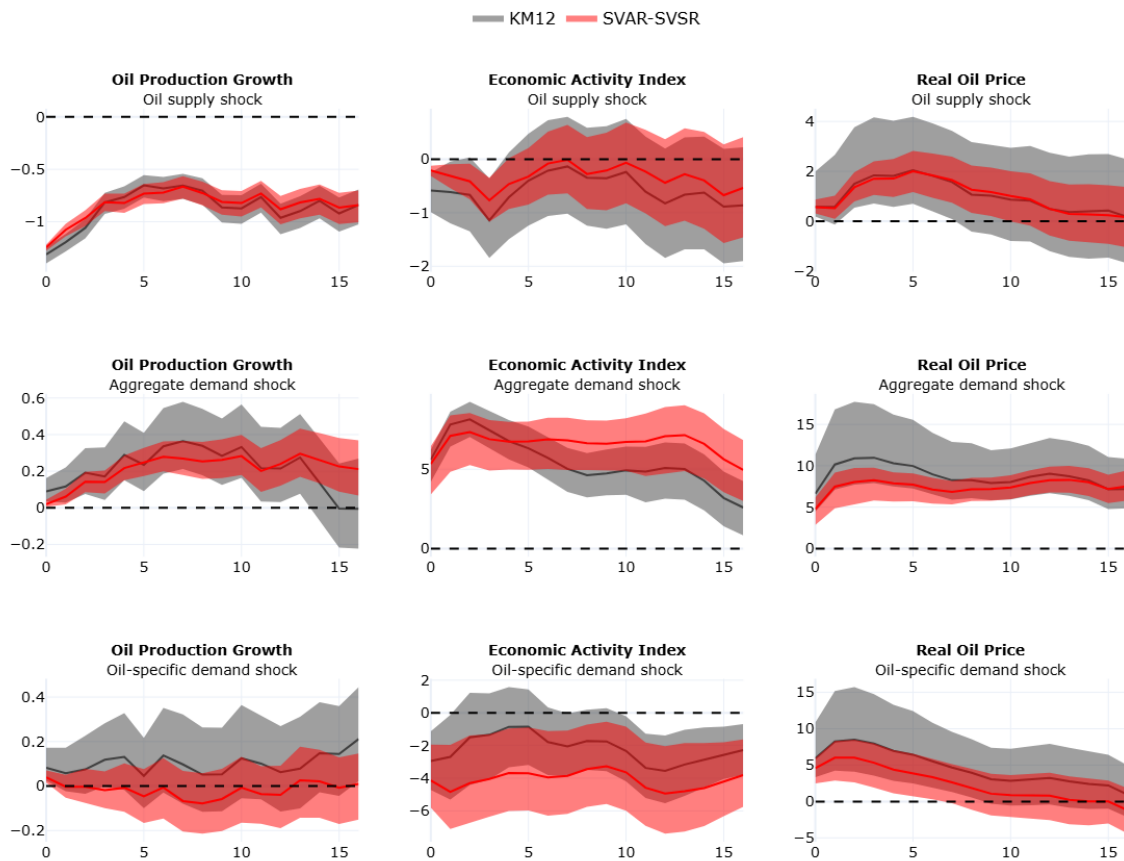 KM12 SVAR-SVSR
Oil Production Growth
Oil supply shock
0
−0.5
−1
0 5 10 15
Economic Activity Index
Oil supply shock
0
−1
−2
0 5 10 15
Real Oil Price
Oil supply shock
4
2
0
−2
0 5 10 15
Oil Production Growth
Aggregate demand shock
0.6
0.4
0.2
0
−0.2
0 5 10 15
Economic Activity Index
Aggregate demand shock
5
0
0 5 10 15
Real Oil Price
Aggregate demand shock
15
10
5
0
0 5 10 15
Oil Production Growth
Oil-specific demand shock
0.4
0.2
0
−0.2
0 5 10 15
Economic Activity Index
Oil-specific demand shock
2
0
−2
−4
−6
0 5 10 15
Real Oil Price
Oil-specific demand shock
15
10
5
0
−5
0 5 10 15